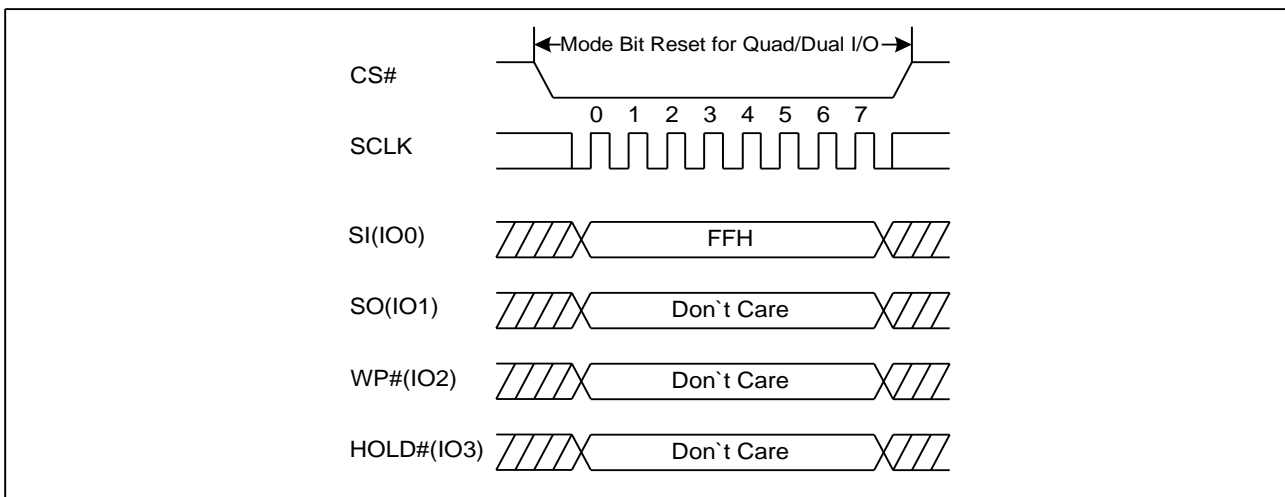 Mode Bit Reset for Quad/Dual I/O
CS#
0 1 2 3 4 5 6 7
SCLK
SI(IO0) FFH
SO(IO1) Don`t Care
WP#(IO2) Don`t Care
HOLD#(IO3) Don`t Care